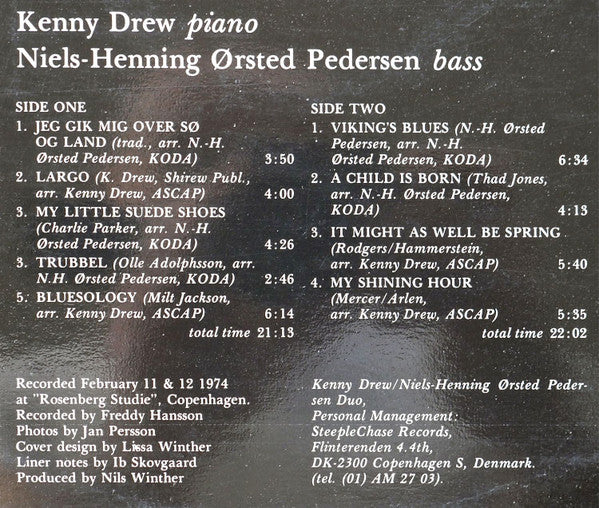 Kenny Drew piano
Niels-Henning Ørsted Pedersen bass
SIDE ONE
1. JEG GIK MIG OVER SØ
OG LAND (trad., arr. N.-H.
Ørsted Pedersen, KODA) 3:50
2. LARGO (K. Drew, Shirew Publ.,
arr. Kenny Drew, ASCAP) 4:00
3. MY LITTLE SUEDE SHOES
(Charlie Parker, arr. N.-H.
Ørsted Pedersen, KODA) 4:26
3. TRUBBEL (Olle Adolphsson, arr.
N.H. Ørsted Pedersen, KODA) 2:46
5. BLUESOLOGY (Milt Jackson,
arr. Kenny Drew, ASCAP) 6:14
total time 21:13
SIDE TWO
1. VIKING'S BLUES (N.-H. Ørsted
Pedersen, arr. N.-H.
Ørsted Pedersen, KODA) 6:34
2. A CHILD IS BORN (Thad Jones,
arr. N.-H. Ørsted Pedersen,
KODA) 4:13
3. IT MIGHT AS WELL BE SPRING
(Rodgers/Hammerstein,
arr. Kenny Drew, ASCAP) 5:40
4. MY SHINING HOUR
(Mercer/Arlen,
arr. Kenny Drew, ASCAP) 5:35
total time 22:02
Recorded February 11 & 12 1974
at "Rosenberg Studie", Copenhagen.
Recorded by Freddy Hansson
Photos by Jan Persson
Cover design by Lissa Winther
Liner notes by Ib Skovgaard
Produced by Nils Winther
Kenny Drew/Niels-Henning Ørsted Peder-
sen Duo,
Personal Management:
SteepleChase Records,
Flinterenden 4.4th,
DK-2300 Copenhagen S, Denmark.
(tel. (01) AM 27 03).